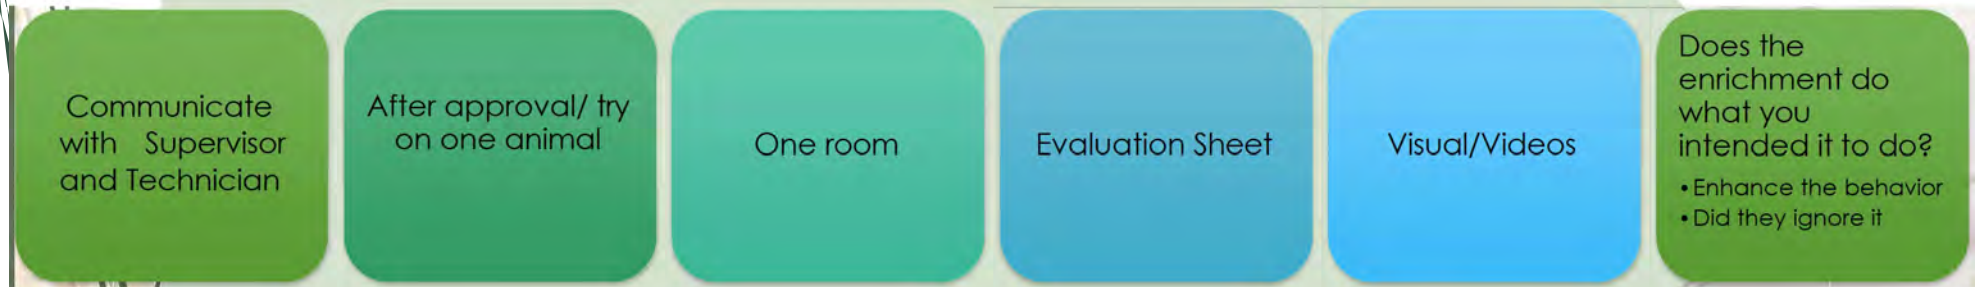 Communicate
with Supervisor
and Technician
After approval/ try
on one animal
One room
Evaluation Sheet
Visual/Videos
Does the
enrichment do
what you
intended it to do?
• Enhance the behavior
• Did they ignore it